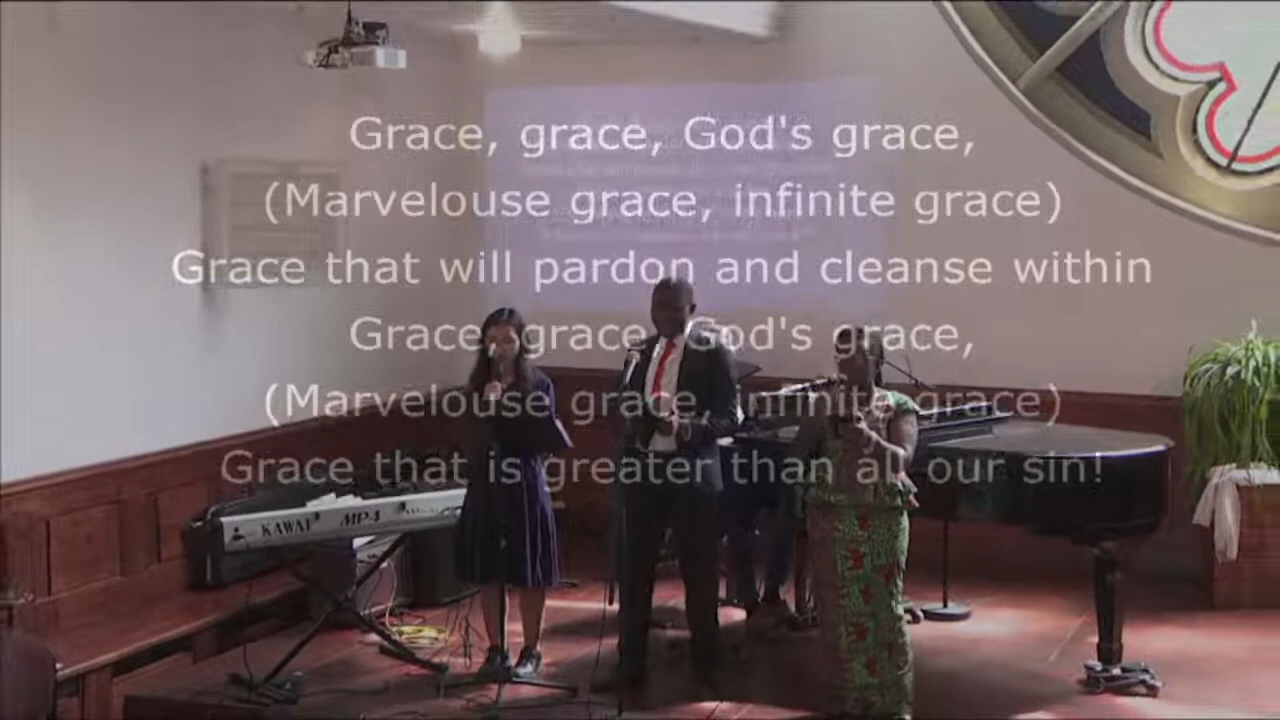 Grace, grace, God's grace,
(Marvelouse grace, infinite grace)
Grace that will pardon and cleanse within
Grace, grace, God's grace,
(Marvelouse grace, infinite grace)
Grace that is greater than all our sin!
KAWAI MP4